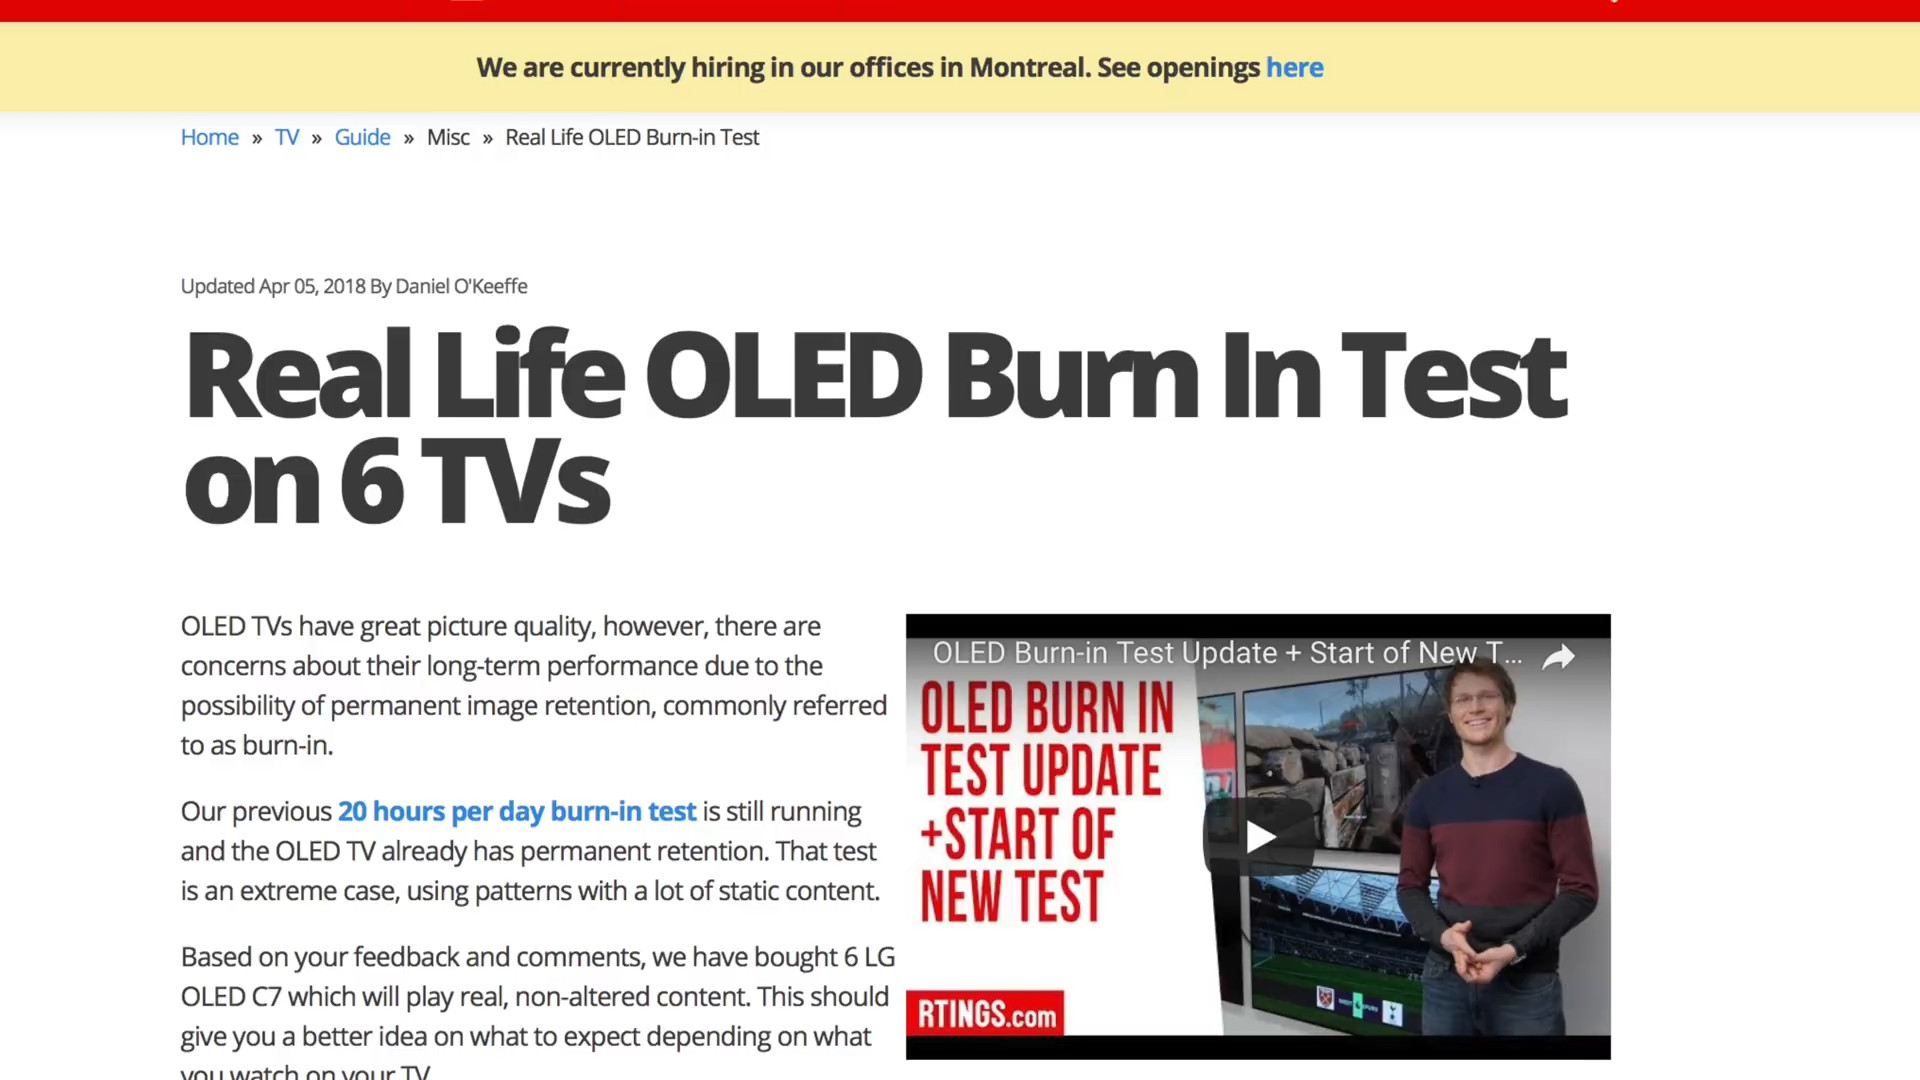 We are currently hiring in our offices in Montreal. See openings here
Home » TV » Guide » Misc » Real Life OLED Burn-in Test
Updated Apr 05, 2018 By Daniel O'Keeffe
Real Life OLED Burn In Test
on 6 TVs
OLED TVs have great picture quality, however, there are
concerns about their long-term performance due to the
possibility of permanent image retention, commonly referred
to as burn-in.
Our previous 20 hours per day burn-in test is still running
and the OLED TV already has permanent retention. That test
is an extreme case, using patterns with a lot of static content.
Based on your feedback and comments, we have bought 6 LG
OLED C7 which will play real, non-altered content. This should
give you a better idea on what to expect depending on what
you watch on your TV
OLED Burn-in Test Update + Start of New T...
OLED BURN IN
TEST UPDATE
+START OF
NEW TEST
RTINGS.com